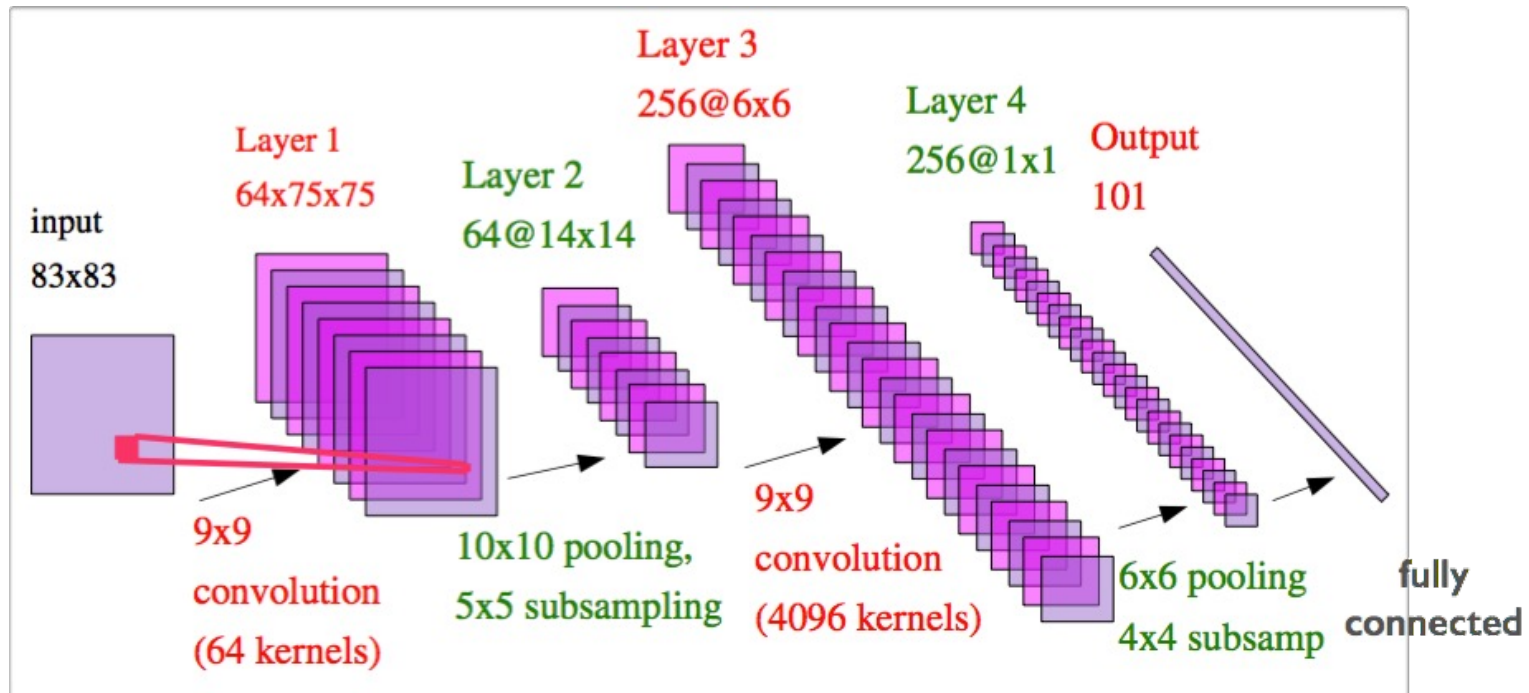 input
83x83
Layer 1
64x75x75
Layer 2
64@14x14
Layer 3
256@6x6
Layer 4
256@1x1
Output
101
9x9
convolution
(64 kernels)
10x10 pooling,
5x5 subsampling
9x9
convolution
(4096 kernels)
6x6 pooling
4x4 subsamp
fully
connected